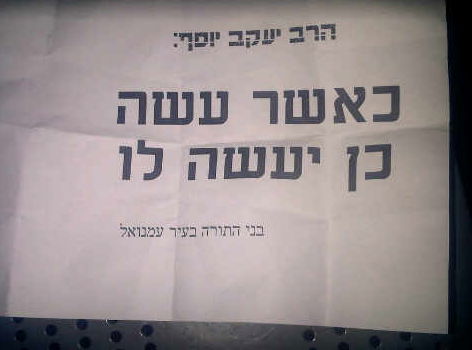 הרב יעקב יוסף:
כאשר עשה
כן יעשה לו
בני התורה בעיר עמנואל